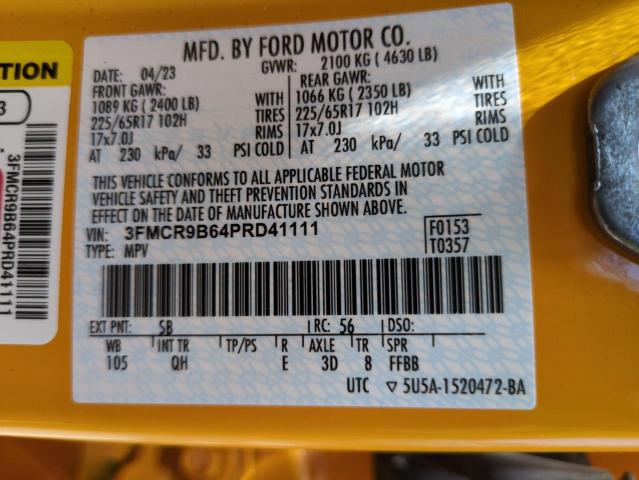 MFD. BY FORD MOTOR CO.
DATE: 04/23 GVWR: 2100 KG ( 4630 LB)
FRONT GAWR: REAR GAWR:
1089 KG ( 2400 LB) WITH 1066 KG ( 2350 LB) WITH
225/65R17 102H TIRES 225/65R17 102H TIRES
17x7.0J RIMS 17x7.0J RIMS
AT 230 kPa/ 33 PSI COLD AT 230 kPa/ 33 PSI COLD
THIS VEHICLE CONFORMS TO ALL APPLICABLE FEDERAL MOTOR
VEHICLE SAFETY AND THEFT PREVENTION STANDARDS IN
EFFECT ON THE DATE OF MANUFACTURE SHOWN ABOVE.
VIN: 3FMCR9B64PRD41111 F0153
TYPE: MPV T0357
EXT PNT: SB RC: 56 DSO:
WB INT TR TP/PS R AXLE TR SPR
105 QH E 3D 8 FFBB
UTC ▽ 5U5A-1520472-BA
TION
3
3FMCR9B64PRD41111